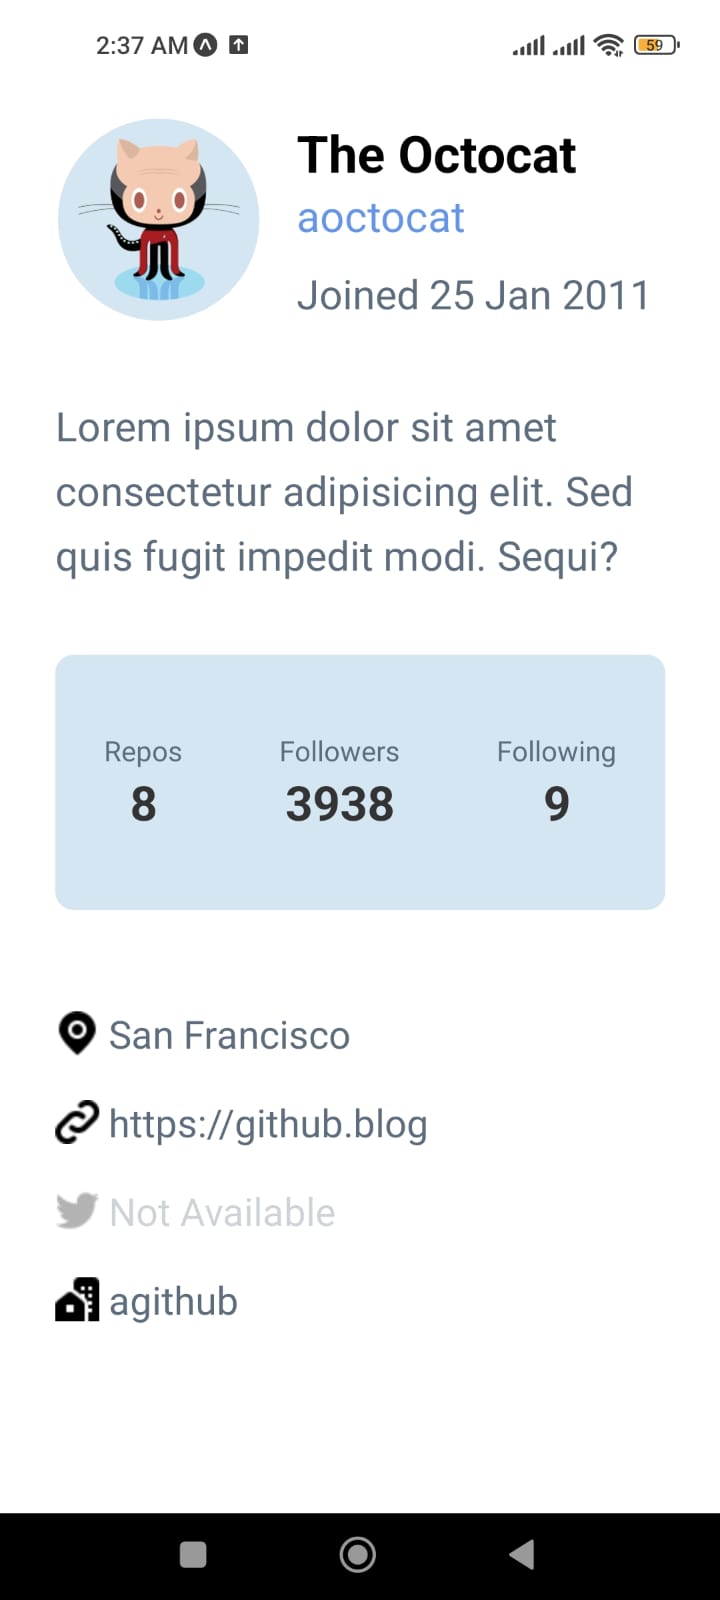 2:37 AM
59
The Octocat
aoctocat
Joined 25 Jan 2011
Lorem ipsum dolor sit amet
consectetur adipisicing elit. Sed
quis fugit impedit modi. Sequi?
Repos Followers Following
8 3938 9
San Francisco
https://github.blog
Not Available
agithub